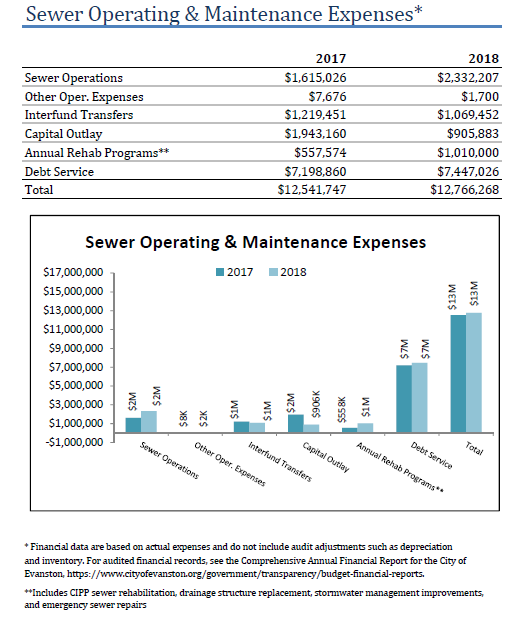 Sewer Operating & Maintenance Expenses*
2017 2018
Sewer Operations $1,615,026 $2,332,207
Other Oper. Expenses $7,676 $1,700
Interfund Transfers $1,219,451 $1,069,452
Capital Outlay $1,943,160 $905,883
Annual Rehab Programs** $557,574 $1,010,000
Debt Service $7,198,860 $7,447,026
Total $12,541,747 $12,766,268
Sewer Operating & Maintenance Expenses
2017 2018
$17,000,000
$15,000,000
$13,000,000
$11,000,000
$9,000,000
$7,000,000
$5,000,000
$3,000,000
$1,000,000
-$1,000,000
$2M $2M $8K $2K $1M $1M $2M $906K $558K $1M $7M $7M $13M $13M
Sewer Operations
Other Oper. Expenses
Interfund Transfers
Capital Outlay
Annual Rehab Programs**
Debt Service
Total
* Financial data are based on actual expenses and do not include audit adjustments such as depreciation
and inventory. For audited financial records, see the Comprehensive Annual Financial Report for the City of
Evanston, https://www.cityofevanston.org/government/transparency/budget-financial-reports.
**Includes CIPP sewer rehabilitation, drainage structure replacement, stormwater management improvements,
and emergency sewer repairs